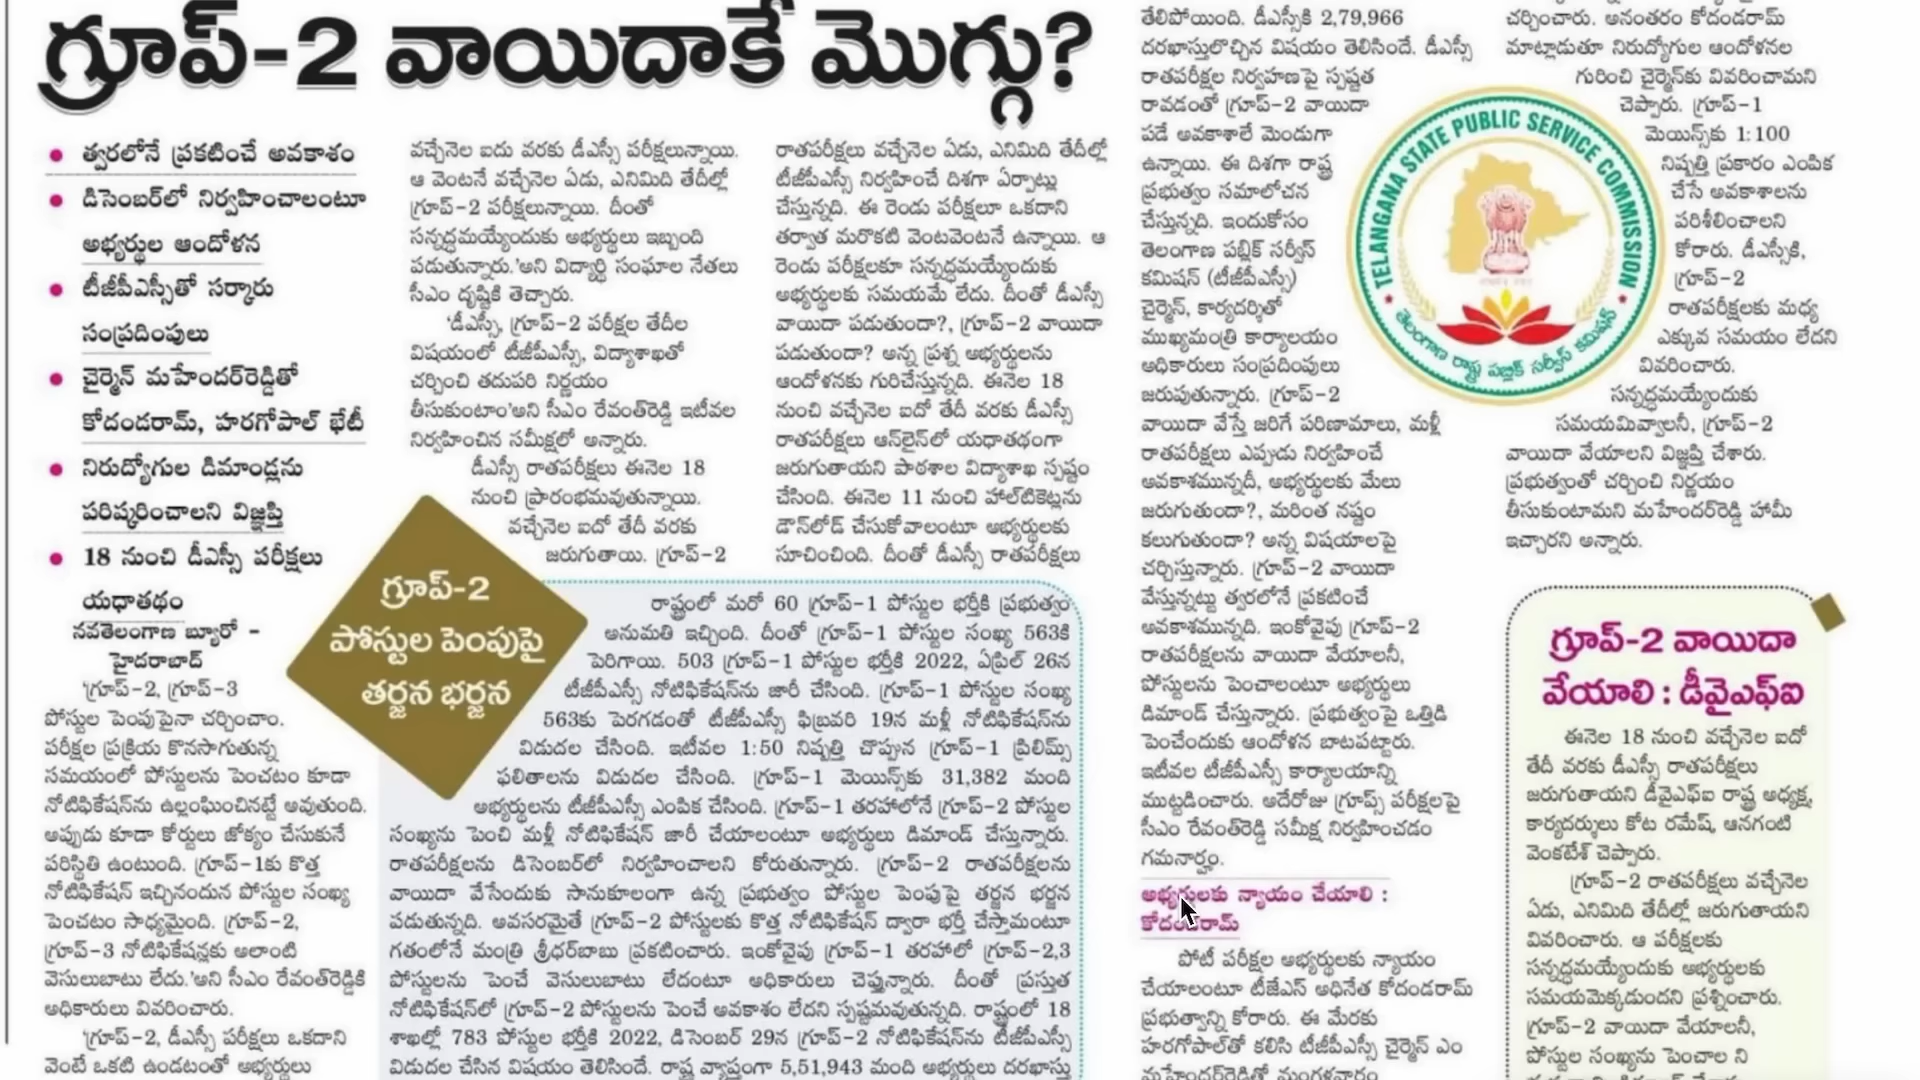 గ్రూప్-2 వాయిదాకే మొగ్గు?
• త్వరలోనే ప్రకటించే అవకాశం
• డిసెంబర్‌లో నిర్వహించాలంటూ
అభ్యర్థుల ఆందోళన
• టీజీపీఎస్సీతో సర్కారు
సంప్రదింపులు
• చైర్మెన్ మహేందర్‌రెడ్డితో
కోదండరామ్, హరగోపాల్ భేటీ
• నిరుద్యోగుల డిమాండ్లను
పరిష్కరించాలని విజ్ఞప్తి
• 18 నుంచి డీఎస్సీ పరీక్షలు
యధాతథం
నవతెలంగాణ బ్యూరో -
హైదరాబాద్
'గ్రూప్-2, గ్రూప్-3
పోస్టుల పెంపుపైనా చర్చించాం.
పరీక్షల ప్రక్రియ కొనసాగుతున్న
సమయంలో పోస్టులను పెంచటం కూడా
నోటిఫికేషన్‌ను ఉల్లంఘించినట్టే అవుతుంది.
అప్పుడు కూడా కోర్టులు జోక్యం చేసుకునే
పరిస్థితి ఉంటుంది. గ్రూప్-1కు కొత్త
నోటిఫికేషన్ ఇచ్చినందున పోస్టుల సంఖ్య
పెంచటం సాధ్యమైంది. గ్రూప్-2,
గ్రూప్-3 నోటిఫికేషన్లకు అలాంటి
వెసులుబాటు లేదు.'అని సీఎం రేవంత్‌రెడ్డికి
అధికారులు వివరించారు.
'గ్రూప్-2, డీఎస్సీ పరీక్షలు ఒకదాని
వెంటే ఒకటి ఉండటంతో అభ్యర్థులు
వచ్చేనెల ఐదు వరకు డీఎస్సీ పరీక్షలున్నాయి.
ఆ వెంటనే వచ్చేనెల ఏడు, ఎనిమిది తేదీల్లో
గ్రూప్-2 పరీక్షలున్నాయి. దీంతో
సన్నద్ధమయ్యేందుకు అభ్యర్థులు ఇబ్బంది
పడుతున్నారు.'అని విద్యార్థి సంఘాల నేతలు
సీఎం దృష్టికి తెచ్చారు.
'డీఎస్సీ, గ్రూప్-2 పరీక్షల తేదీల
విషయంలో టీజీపీఎస్సీ, విద్యాశాఖతో
చర్చించి తదుపరి నిర్ణయం
తీసుకుంటాం'అని సీఎం రేవంత్‌రెడ్డి ఇటీవల
నిర్వహించిన సమీక్షలో అన్నారు.
డీఎస్సీ రాతపరీక్షలు ఈనెల 18
నుంచి ప్రారంభమవుతున్నాయి.
వచ్చేనెల ఐదో తేదీ వరకు
జరుగుతాయి. గ్రూప్-2
రాతపరీక్షలు వచ్చేనెల ఏడు, ఎనిమిది తేదీల్లో
టీజీపీఎస్సీ నిర్వహించే దిశగా ఏర్పాట్లు
చేస్తున్నది. ఈ రెండు పరీక్షలూ ఒకదాని
తర్వాత మరొకటి వెంటవెంటనే ఉన్నాయి. ఆ
రెండు పరీక్షలకూ సన్నద్ధమయ్యేందుకు
అభ్యర్థులకు సమయమే లేదు. దీంతో డీఎస్సీ
వాయిదా పడుతుందా?, గ్రూప్-2 వాయిదా
పడుతుందా? అన్న ప్రశ్న అభ్యర్థులను
ఆందోళనకు గురిచేస్తున్నది. ఈనెల 18
నుంచి వచ్చేనెల ఐదో తేదీ వరకు డీఎస్సీ
రాతపరీక్షలు ఆన్‌లైన్‌లో యధాతథంగా
జరుగుతాయని పాఠశాల విద్యాశాఖ స్పష్టం
చేసింది. ఈనెల 11 నుంచి హాల్‌టికెట్లను
డౌన్‌లోడ్ చేసుకోవాలంటూ అభ్యర్థులకు
సూచించింది. దీంతో డీఎస్సీ రాతపరీక్షలు
గ్రూప్-2
పోస్టుల పెంపుపై
తర్జన భర్జన
రాష్ట్రంలో మరో 60 గ్రూప్-1 పోస్టుల భర్తీకి ప్రభుత్వం
అనుమతి ఇచ్చింది. దీంతో గ్రూప్-1 పోస్టుల సంఖ్య 563కి
పెరిగాయి. 503 గ్రూప్-1 పోస్టుల భర్తీకి 2022, ఏప్రిల్ 26న
టీజీపీఎస్సీ నోటిఫికేషన్‌ను జారీ చేసింది. గ్రూప్-1 పోస్టుల సంఖ్య
563కు పెరగడంతో టీజీపీఎస్సీ ఫిబ్రవరి 19న మళ్లీ నోటిఫికేషన్‌ను
విడుదల చేసింది. ఇటీవల 1:50 నిష్పత్తి చొప్పున గ్రూప్-1 ప్రిలిమ్స్
ఫలితాలను విడుదల చేసింది. గ్రూప్-1 మెయిన్స్‌కు 31,382 మంది
అభ్యర్థులను టీజీపీఎస్సీ ఎంపిక చేసింది. గ్రూప్-1 తరహాలోనే గ్రూప్-2 పోస్టుల
సంఖ్యను పెంచి మళ్లీ నోటిఫికేషన్ జారీ చేయాలంటూ అభ్యర్థులు డిమాండ్ చేస్తున్నారు.
రాతపరీక్షలను డిసెంబర్‌లో నిర్వహించాలని కోరుతున్నారు. గ్రూప్-2 రాతపరీక్షలను
వాయిదా వేసేందుకు సానుకూలంగా ఉన్న ప్రభుత్వం పోస్టుల పెంపుపై తర్జన భర్జన
పడుతున్నది. అవసరమైతే గ్రూప్-2 పోస్టులకు కొత్త నోటిఫికేషన్ ద్వారా భర్తీ చేస్తామంటూ
గతంలోనే మంత్రి శ్రీధర్‌బాబు ప్రకటించారు. ఇంకోవైపు గ్రూప్-1 తరహాలో గ్రూప్-2,3
పోస్టులను పెంచే వెసులుబాటు లేదంటూ అధికారులు చెప్తున్నారు. దీంతో ప్రస్తుత
నోటిఫికేషన్‌లో గ్రూప్-2 పోస్టులను పెంచే అవకాశం లేదని స్పష్టమవుతున్నది. రాష్ట్రంలో 18
శాఖల్లో 783 పోస్టుల భర్తీకి 2022, డిసెంబర్ 29న గ్రూప్-2 నోటిఫికేషన్‌ను టీజీపీఎస్సీ
విడుదల చేసిన విషయం తెలిసిందే. రాష్ట్ర వ్యాప్తంగా 5,51,943 మంది అభ్యర్థులు దరఖాస్తు
తేలిపోయింది. డీఎస్సీకి 2,79,966
దరఖాస్తులొచ్చిన విషయం తెలిసిందే. డీఎస్సీ
రాతపరీక్షల నిర్వహణపై స్పష్టత
రావడంతో గ్రూప్-2 వాయిదా
పడే అవకాశాలే మెండుగా
ఉన్నాయి. ఈ దిశగా రాష్ట్ర
ప్రభుత్వం సమాలోచన
చేస్తున్నది. ఇందుకోసం
తెలంగాణ పబ్లిక్ సర్వీస్
కమిషన్ (టీజీపీఎస్సీ)
చైర్మెన్, కార్యదర్శితో
ముఖ్యమంత్రి కార్యాలయం
అధికారులు సంప్రదింపులు
జరుపుతున్నారు. గ్రూప్-2
వాయిదా వేస్తే జరిగే పరిణామాలు, మళ్లీ
రాతపరీక్షలు ఎప్పడు నిర్వహించే
అవకాశమున్నదీ, అభ్యర్థులకు మేలు
జరుగుతుందా?, మరింత నష్టం
కలుగుతుందా? అన్న విషయాలపై
చర్చిస్తున్నారు. గ్రూప్-2 వాయిదా
వేస్తున్నట్టు త్వరలోనే ప్రకటించే
అవకాశమున్నది. ఇంకోవైపు గ్రూప్-2
రాతపరీక్షలను వాయిదా వేయాలనీ,
పోస్టులను పెంచాలంటూ అభ్యర్థులు
డిమాండ్ చేస్తున్నారు. ప్రభుత్వంపై ఒత్తిడి
పెంచేందుకు ఆందోళన బాటపట్టారు.
ఇటీవల టీజీపీఎస్సీ కార్యాలయాన్ని
ముట్టడించారు. అదేరోజు గ్రూప్స్ పరీక్షలపై
సీఎం రేవంత్‌రెడ్డి సమీక్ష నిర్వహించడం
గమనార్హం.
అభ్యర్థులకు న్యాయం చేయాలి :
కోదండరామ్
పోటీ పరీక్షల అభ్యర్థులకు న్యాయం
చేయాలంటూ టీజేఎస్ అధినేత కోదండరామ్
ప్రభుత్వాన్ని కోరారు. ఈ మేరకు
హరగోపాల్‌తో కలిసి టీజీపీఎస్సీ చైర్మెన్ ఎం
మహేందర్‌రెడ్డితో మంగళవారం
చర్చించారు. అనంతరం కోదండరామ్
మాట్లాడుతూ నిరుద్యోగుల ఆందోళనల
గురించి చైర్మెన్‌కు వివరించామని
చెప్పారు. గ్రూప్-1
మెయిన్స్‌కు 1:100
నిష్పత్తి ప్రకారం ఎంపిక
చేసే అవకాశాలను
పరిశీలించాలని
కోరారు. డీఎస్సీకి,
గ్రూప్-2
రాతపరీక్షలకు మధ్య
ఎక్కువ సమయం లేదని
వివరించారు.
సన్నద్ధమయ్యేందుకు
సమయమివ్వాలనీ, గ్రూప్-2
వాయిదా వేయాలని విజ్ఞప్తి చేశారు.
ప్రభుత్వంతో చర్చించి నిర్ణయం
తీసుకుంటామని మహేందర్‌రెడ్డి హామీ
ఇచ్చారని అన్నారు.
TELANGANA STATE PUBLIC SERVICE COMMISSION
తెలంగాణ రాష్ట్ర పబ్లిక్ సర్వీస్ కమిషన్
గ్రూప్-2 వాయిదా
వేయాలి : డీవైఎఫ్ఐ
ఈనెల 18 నుంచి వచ్చేనెల ఐదో
తేదీ వరకు డీఎస్సీ రాతపరీక్షలు
జరుగుతాయని డీవైఎఫ్ఐ రాష్ట్ర అధ్యక్ష,
కార్యదర్శులు కోట రమేష్, ఆనగంటి
వెంకటేశ్ చెప్పారు.
గ్రూప్-2 రాతపరీక్షలు వచ్చేనెల
ఏడు, ఎనిమిది తేదీల్లో జరుగుతాయని
వివరించారు. ఆ పరీక్షలకు
సన్నద్ధమయ్యేందుకు అభ్యర్థులకు
సమయమెక్కడుందని ప్రశ్నించారు.
గ్రూప్-2 వాయిదా వేయాలనీ,
పోస్టుల సంఖ్యను పెంచాల ని